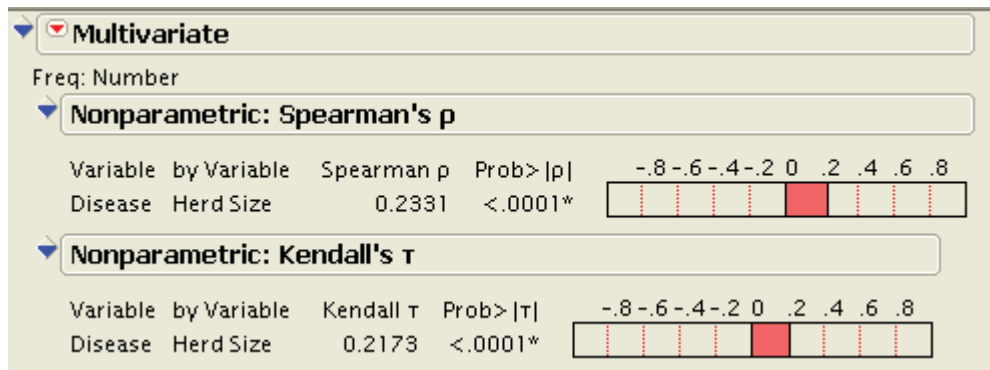 Multivariate
Freq: Number
Nonparametric: Spearman's ρ
Variable by Variable Spearman ρ Prob>|ρ| -.8 -.6 -.4 -.2 0 .2 .4 .6 .8
Disease Herd Size 0.2331 <.0001*
Nonparametric: Kendall's τ
Variable by Variable Kendall τ Prob>|τ| -.8 -.6 -.4 -.2 0 .2 .4 .6 .8
Disease Herd Size 0.2173 <.0001*